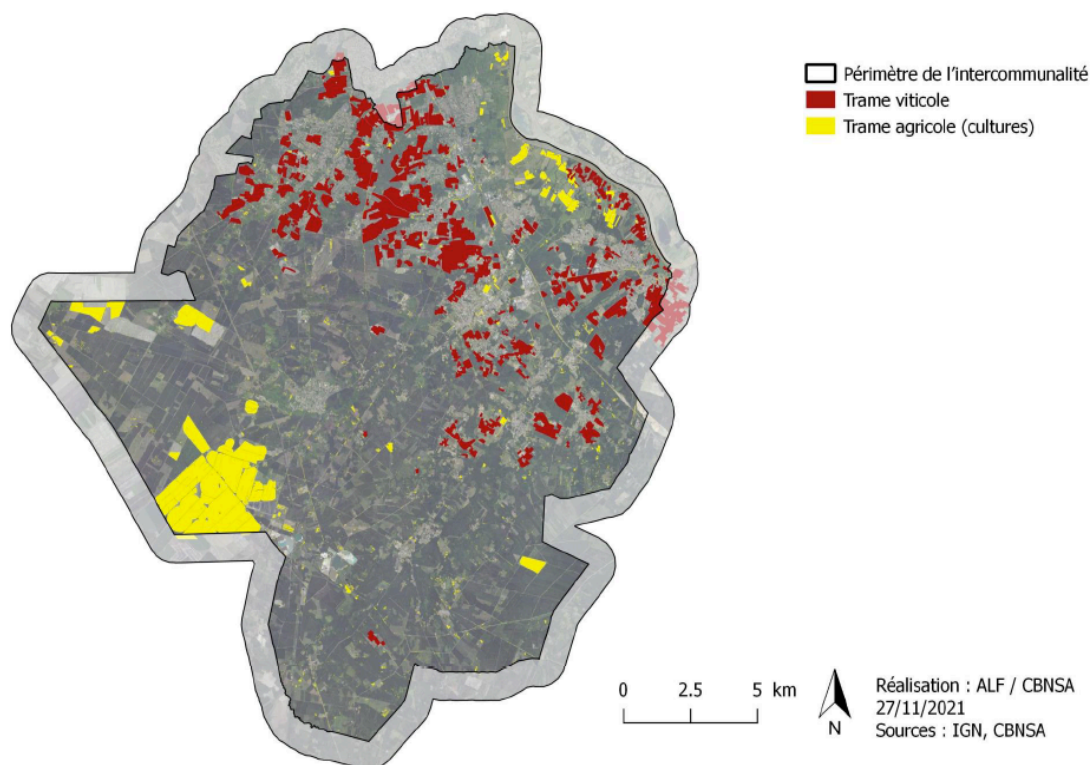 Périmètre de l'intercommunalité
Trame viticole
Trame agricole (cultures)
0 2.5 5 km
N
Réalisation : ALF / CBNSA
27/11/2021
Sources : IGN, CBNSA